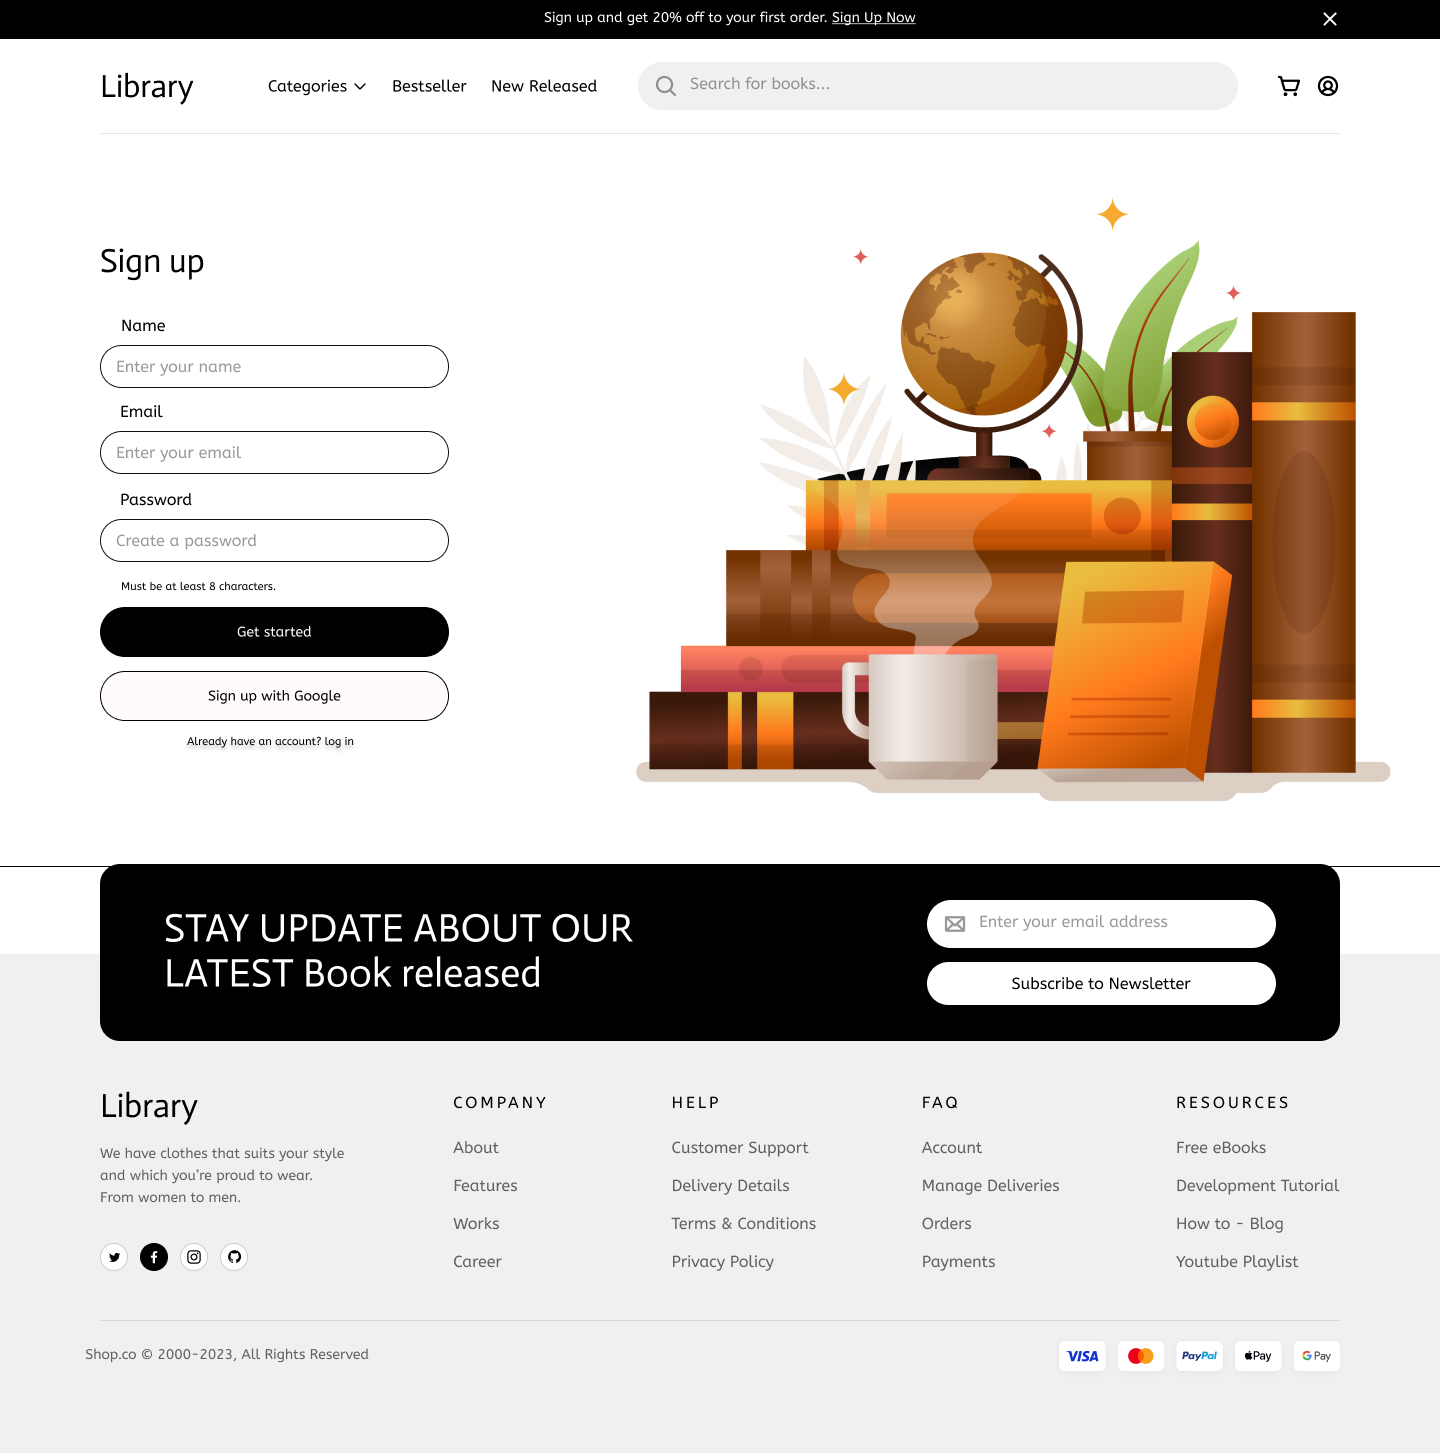 Sign up and get 20% off to your first order. Sign Up Now
Library
Categories
Bestseller
New Released
Search for books...
Sign up
Name
Enter your name
Email
Enter your email
Password
Create a password
Must be at least 8 characters.
Get started
Sign up with Google
Already have an account? log in
STAY UPDATE ABOUT OUR
LATEST Book released
Enter your email address
Subscribe to Newsletter
Library
We have clothes that suits your style
and which you're proud to wear.
From women to men.
COMPANY
About
Features
Works
Career
HELP
Customer Support
Delivery Details
Terms & Conditions
Privacy Policy
FAQ
Account
Manage Deliveries
Orders
Payments
RESOURCES
Free eBooks
Development Tutorial
How to - Blog
Youtube Playlist
Shop.co © 2000-2023, All Rights Reserved
VISA
PayPal
Pay
G Pay